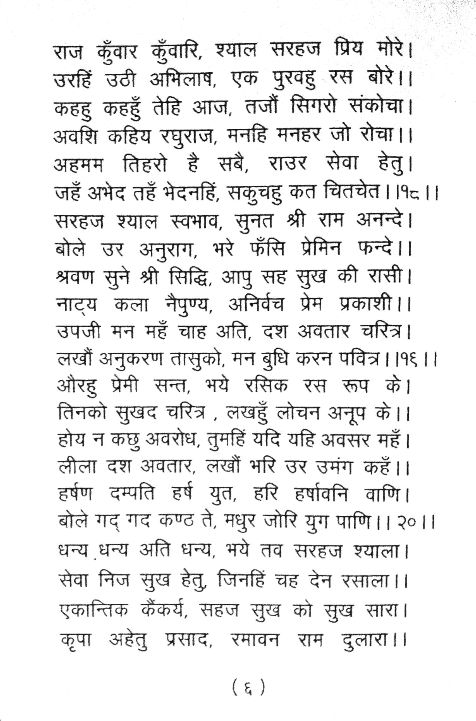 राज कुँवार कुँवारि, श्याल सरहज प्रिय मोरे।
उरहिं उठी अभिलाष, एक पुरवहु रस बोरे।।
कहहु कहहुँ तेहि आज, तजौं सिगरो संकोचा।
अवशि कहिय रघुराज, मनहि मनहर जो रोचा।।
अहमम तिहरो है सबै, राउर सेवा हेतु।
जहँ अभेद तहँ भेदनहिं, सकुचहु कत चितचेत।।१८।।
सरहज श्याल स्वभाव, सुनत श्री राम अनन्दे।
बोले उर अनुराग, भरे फँसि प्रेमिन फन्दे।।
श्रवण सुने श्री सिद्धि, आपु सह सुख की रासी।
नाट्य कला नैपुण्य, अनिर्वच प्रेम प्रकाशी।।
उपजी मन महँ चाह अति, दश अवतार चरित्र।
लखौं अनुकरण तासुको, मन बुधि करन पवित्र।।१६।।
औरहु प्रेमी सन्त, भये रसिक रस रूप के।
तिनको सुखद चरित्र, लखहुँ लोचन अनूप के।।
होय न कछु अवरोध, तुमहिं यदि यहि अवसर महँ।
लीला दश अवतार, लखौं भरि उर उमंग कहँ।।
हर्षण दम्पति हर्ष युत, हरि हर्षावनि वाणि।
बोले गद् गद कण्ठ ते, मधुर जोरि युग पाणि।।२०।।
धन्य धन्य अति धन्य, भये तव सरहज श्याला।
सेवा निज सुख हेतु, जिनहिं चह देन रसाला।।
एकान्तिक कैंकर्य, सहज सुख को सुख सारा।
कृपा अहेतु प्रसाद, रमावन राम दुलारा।।
(६)